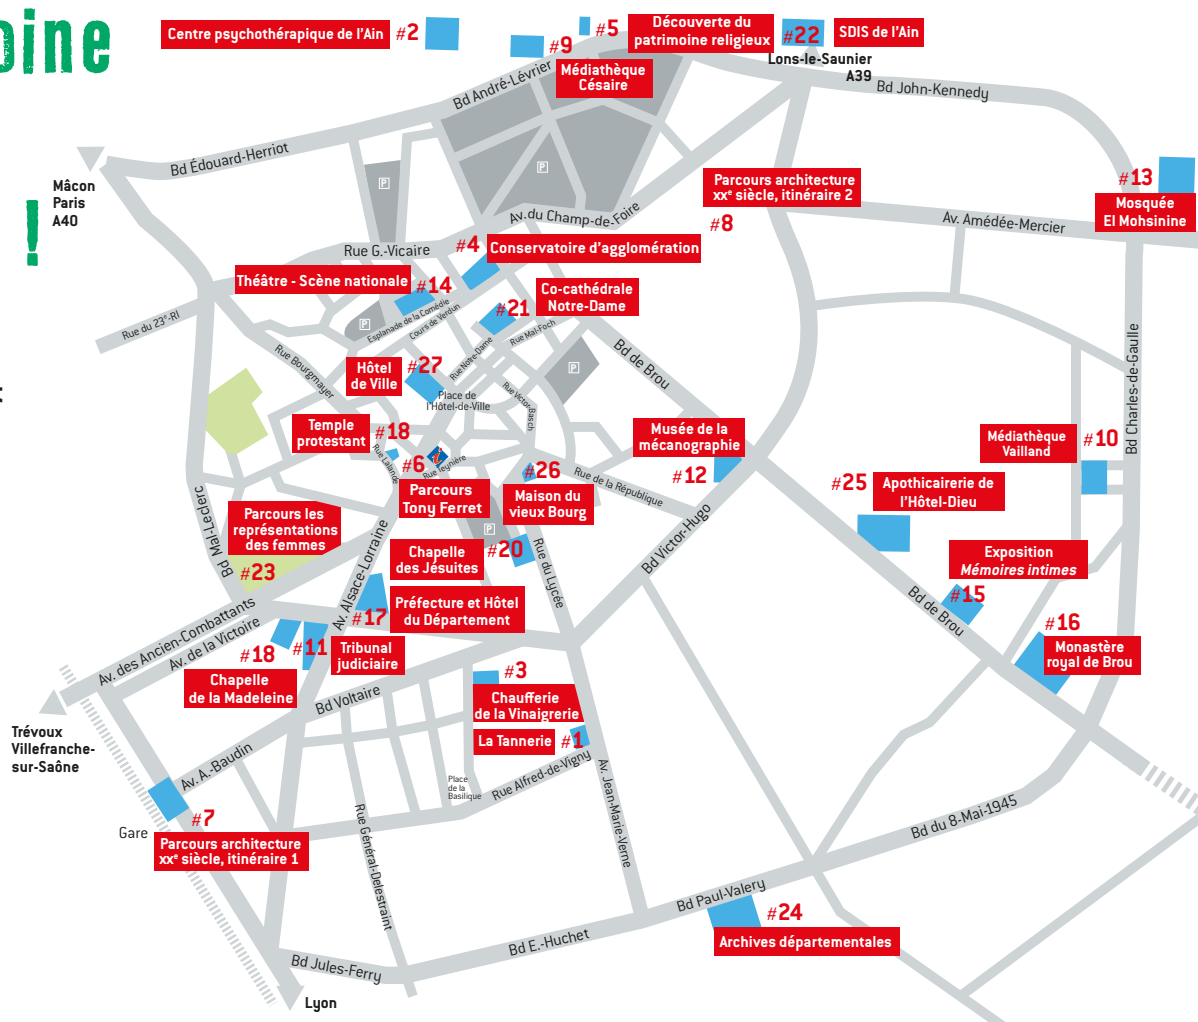 oine
!
:
Centre psychothérapique de l'Ain #2
#9
Médiathèque
Césaire
#5
Découverte du
patrimoine religieux
#22 SDIS de l'Ain
Lons-le-Saunier
A39
Bd André-Lévrier
Bd John-Kennedy
Bd Édouard-Herriot
Mâcon
Paris
A40
P
P
#13
Mosquée
El Mohsinine
Parcours architecture
xxᵉ siècle, itinéraire 2
#8
Av. du Champ-de-Foire
Av. Amédée-Mercier
Rue G.-Vicaire
#4 Conservatoire d'agglomération
Théâtre - Scène nationale #14
Co-cathédrale
Notre-Dame
#21
Rue du 23ᵉ-RI
P
Esplanade de la Comédie
Cours de Verdun
Rue Notre-Dame
Rue Mal-Foch
Bd de Brou
Bd Charles-de-Gaulle
Rue Bourgmayer
Hôtel
de Ville
#27
P
Place de
l'Hôtel-de-Ville
Rue Victor-Basch
Temple
protestant
#18
Rue Lalande
#6
i
Rue Teynière
Parcours
Tony Ferret
#26
Maison du
vieux Bourg
Rue de la République
Musée de la
mécanographie
#12
Médiathèque
Vailland
#10
#25 Apothicairerie de
l'Hôtel-Dieu
Bd Mal-Leclerc
Parcours les
représentations
des femmes
#23
P
Av. Alsace-Lorraine
Chapelle
des Jésuites
#20
Rue du Lycée
Bd Victor-Hugo
Exposition
Mémoires intimes
#15
Bd de Brou
#16
Monastère
royal de Brou
#17 Préfecture et Hôtel
du Département
Av. des Ancien-Combattants
Av. de la Victoire
#18
Chapelle
de la Madeleine
#11 Tribunal
judiciaire
#3
Chaufferie
de la Vinaigrerie
Bd Voltaire
La Tannerie #1
Trévoux
Villefranche-
sur-Saône
Av. A.-Baudin
Place
de la
Basilique
Rue Alfred-de-Vigny
Av. Jean-Marie-Verne
Gare
#7
Parcours architecture
xxᵉ siècle, itinéraire 1
Rue Général-Delestraint
Bd du 8-Mai-1945
Bd Paul-Valery
#24
Archives départementales
Bd E.-Huchet
Bd Jules-Ferry
Lyon